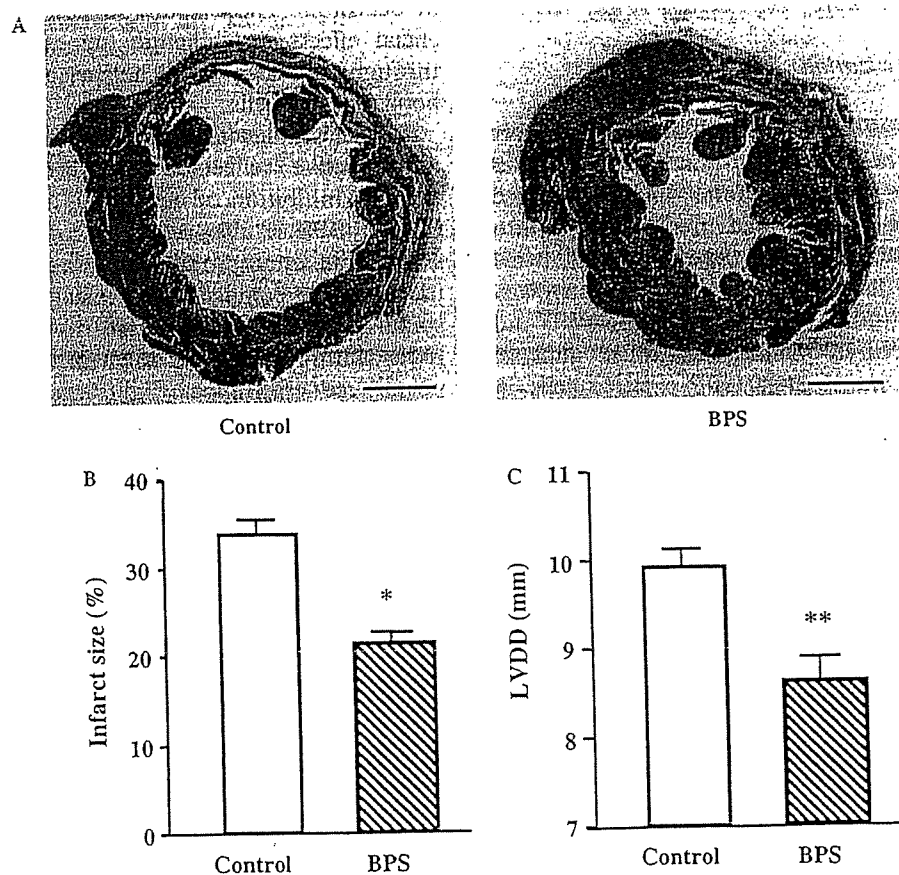 A
Control
BPS
B
Infarct size (%)
40
30
20
10
0
*
Control
BPS
C
LVDD (mm)
11
10
9
8
7
**
Control
BPS